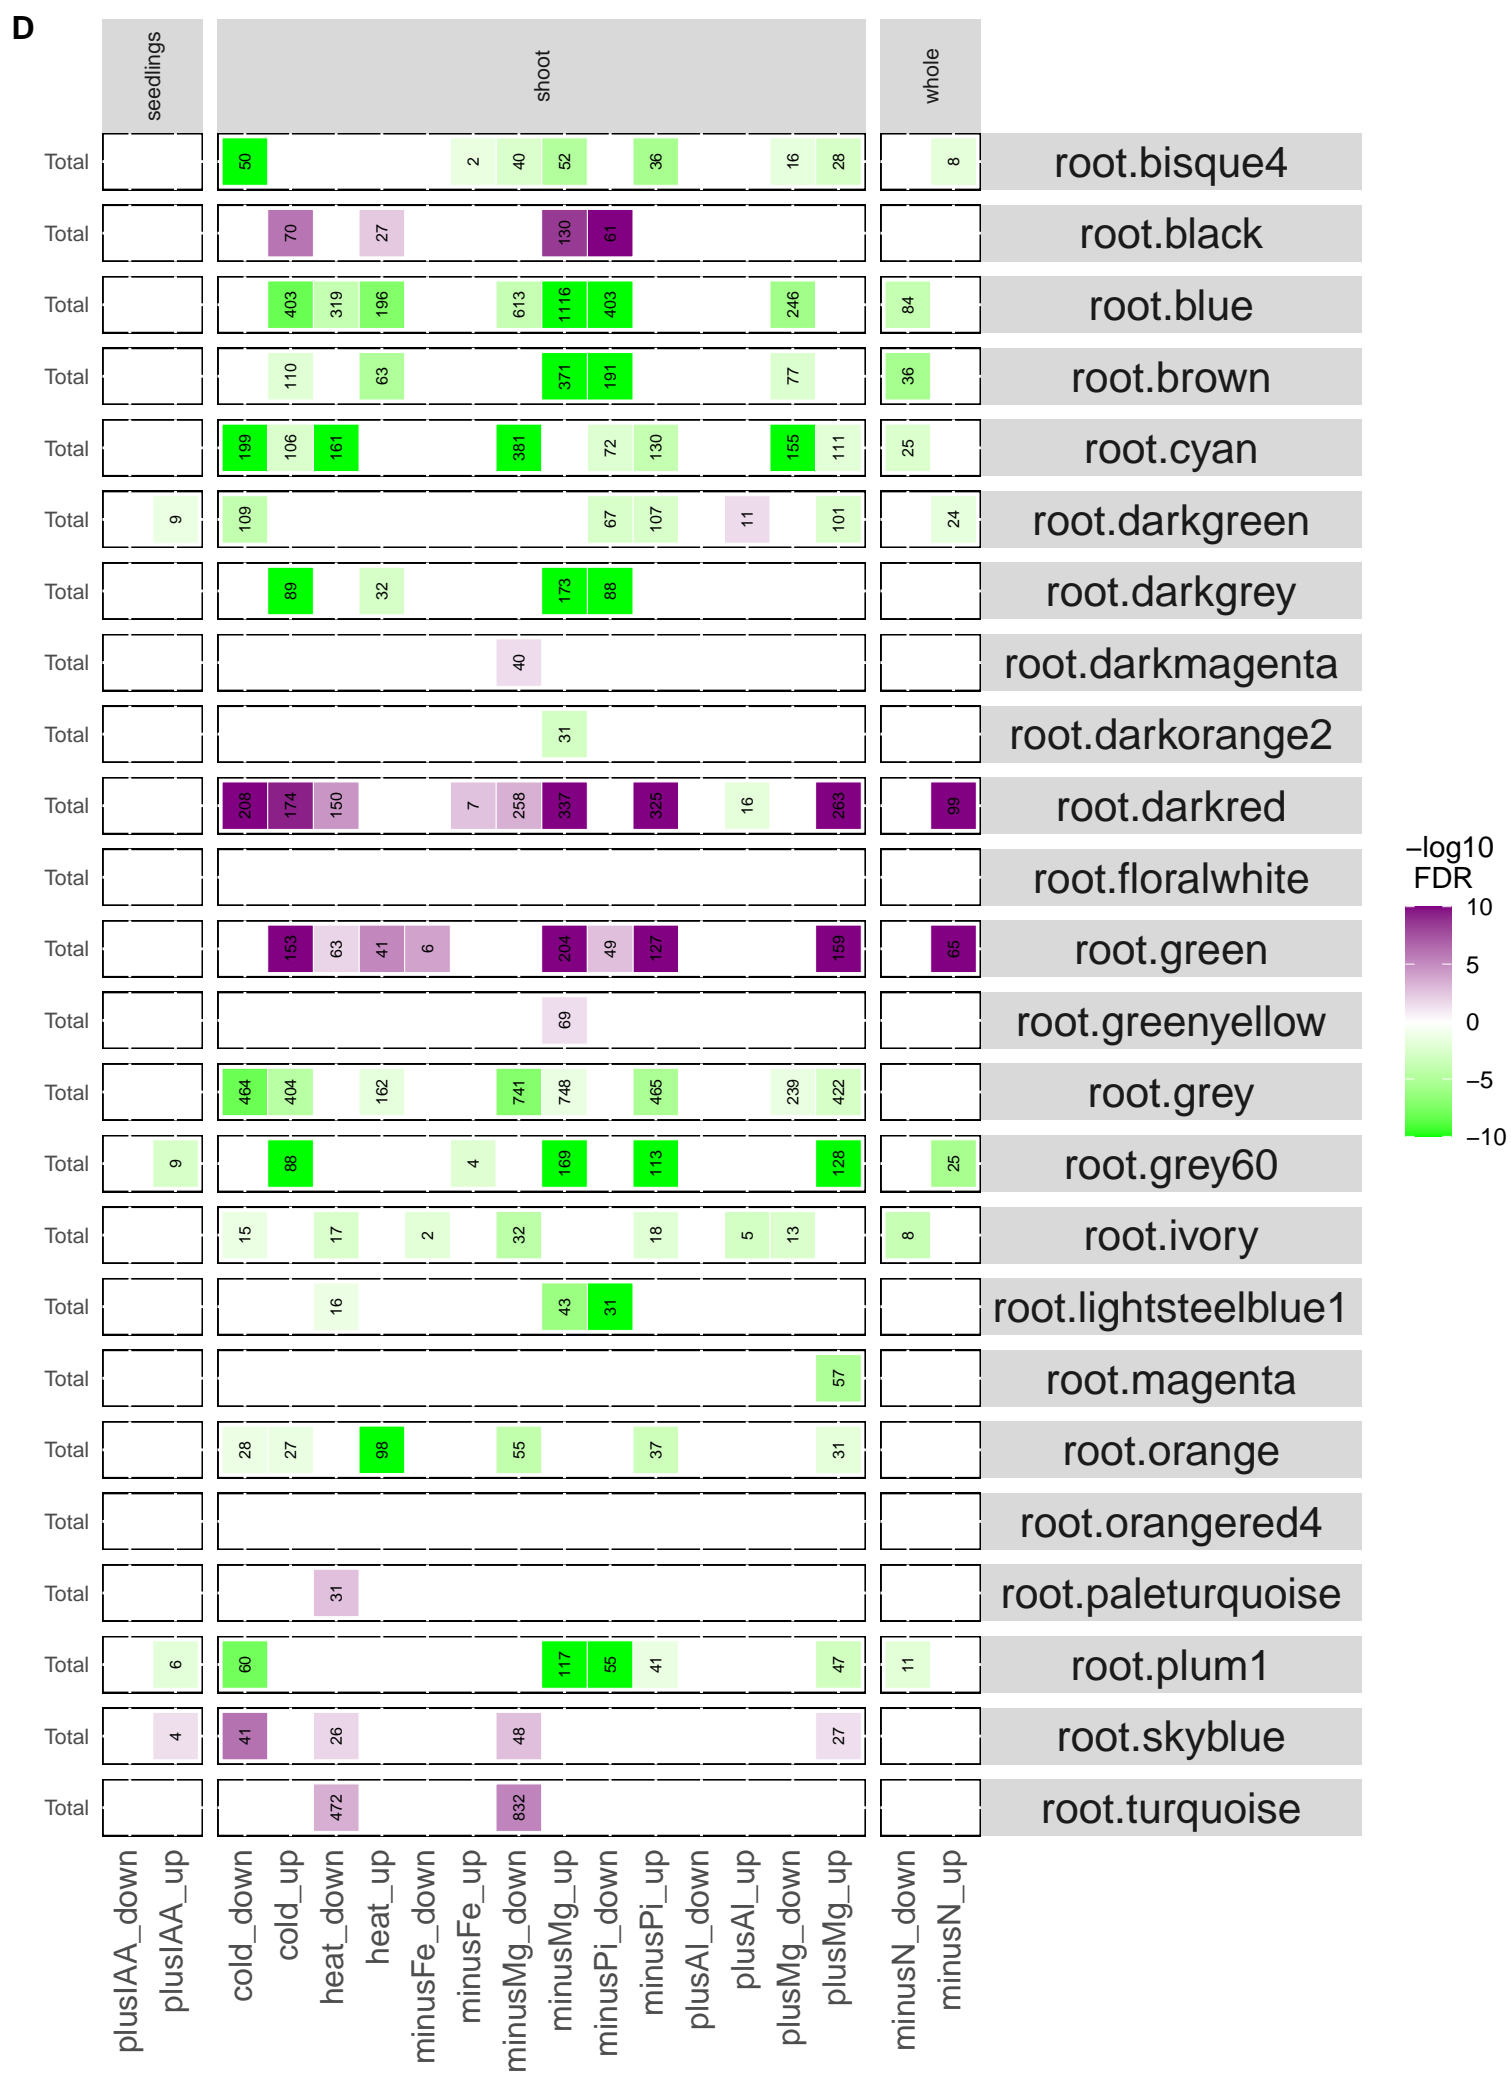 D
seedlings
shoot
whole
Total 50 2 40 52 36 16 28 8 root.bisque4
Total 70 27 130 61 root.black
Total 403 319 196 613 1116 403 246 84 root.blue
Total 110 63 371 191 77 36 root.brown
Total 199 106 161 381 72 130 155 111 25 root.cyan
Total 9 109 67 107 11 101 24 root.darkgreen
Total 89 32 173 88 root.darkgrey
Total 40 root.darkmagenta
Total 31 root.darkorange2
Total 208 174 150 7 258 337 325 16 263 99 root.darkred
Total root.floralwhite
Total 153 63 41 6 204 49 127 159 65 root.green
Total 69 root.greenyellow
Total 464 404 162 741 748 465 239 422 root.grey
Total 9 88 4 169 113 128 25 root.grey60
Total 15 17 2 32 18 5 13 8 root.ivory
Total 16 43 31 root.lightsteelblue1
Total 57 root.magenta
Total 28 27 98 55 37 31 root.orange
Total root.orangered4
Total 31 root.paleturquoise
Total 6 60 117 55 41 47 11 root.plum1
Total 4 41 26 48 27 root.skyblue
Total 472 832 root.turquoise
plusIAA_down
plusIAA_up
cold_down
cold_up
heat_down
heat_up
minusFe_down
minusFe_up
minusMg_down
minusMg_up
minusPi_down
minusPi_up
plusAl_down
plusAl_up
plusMg_down
plusMg_up
minusN_down
minusN_up
−log10
FDR
10
5
0
−5
−10